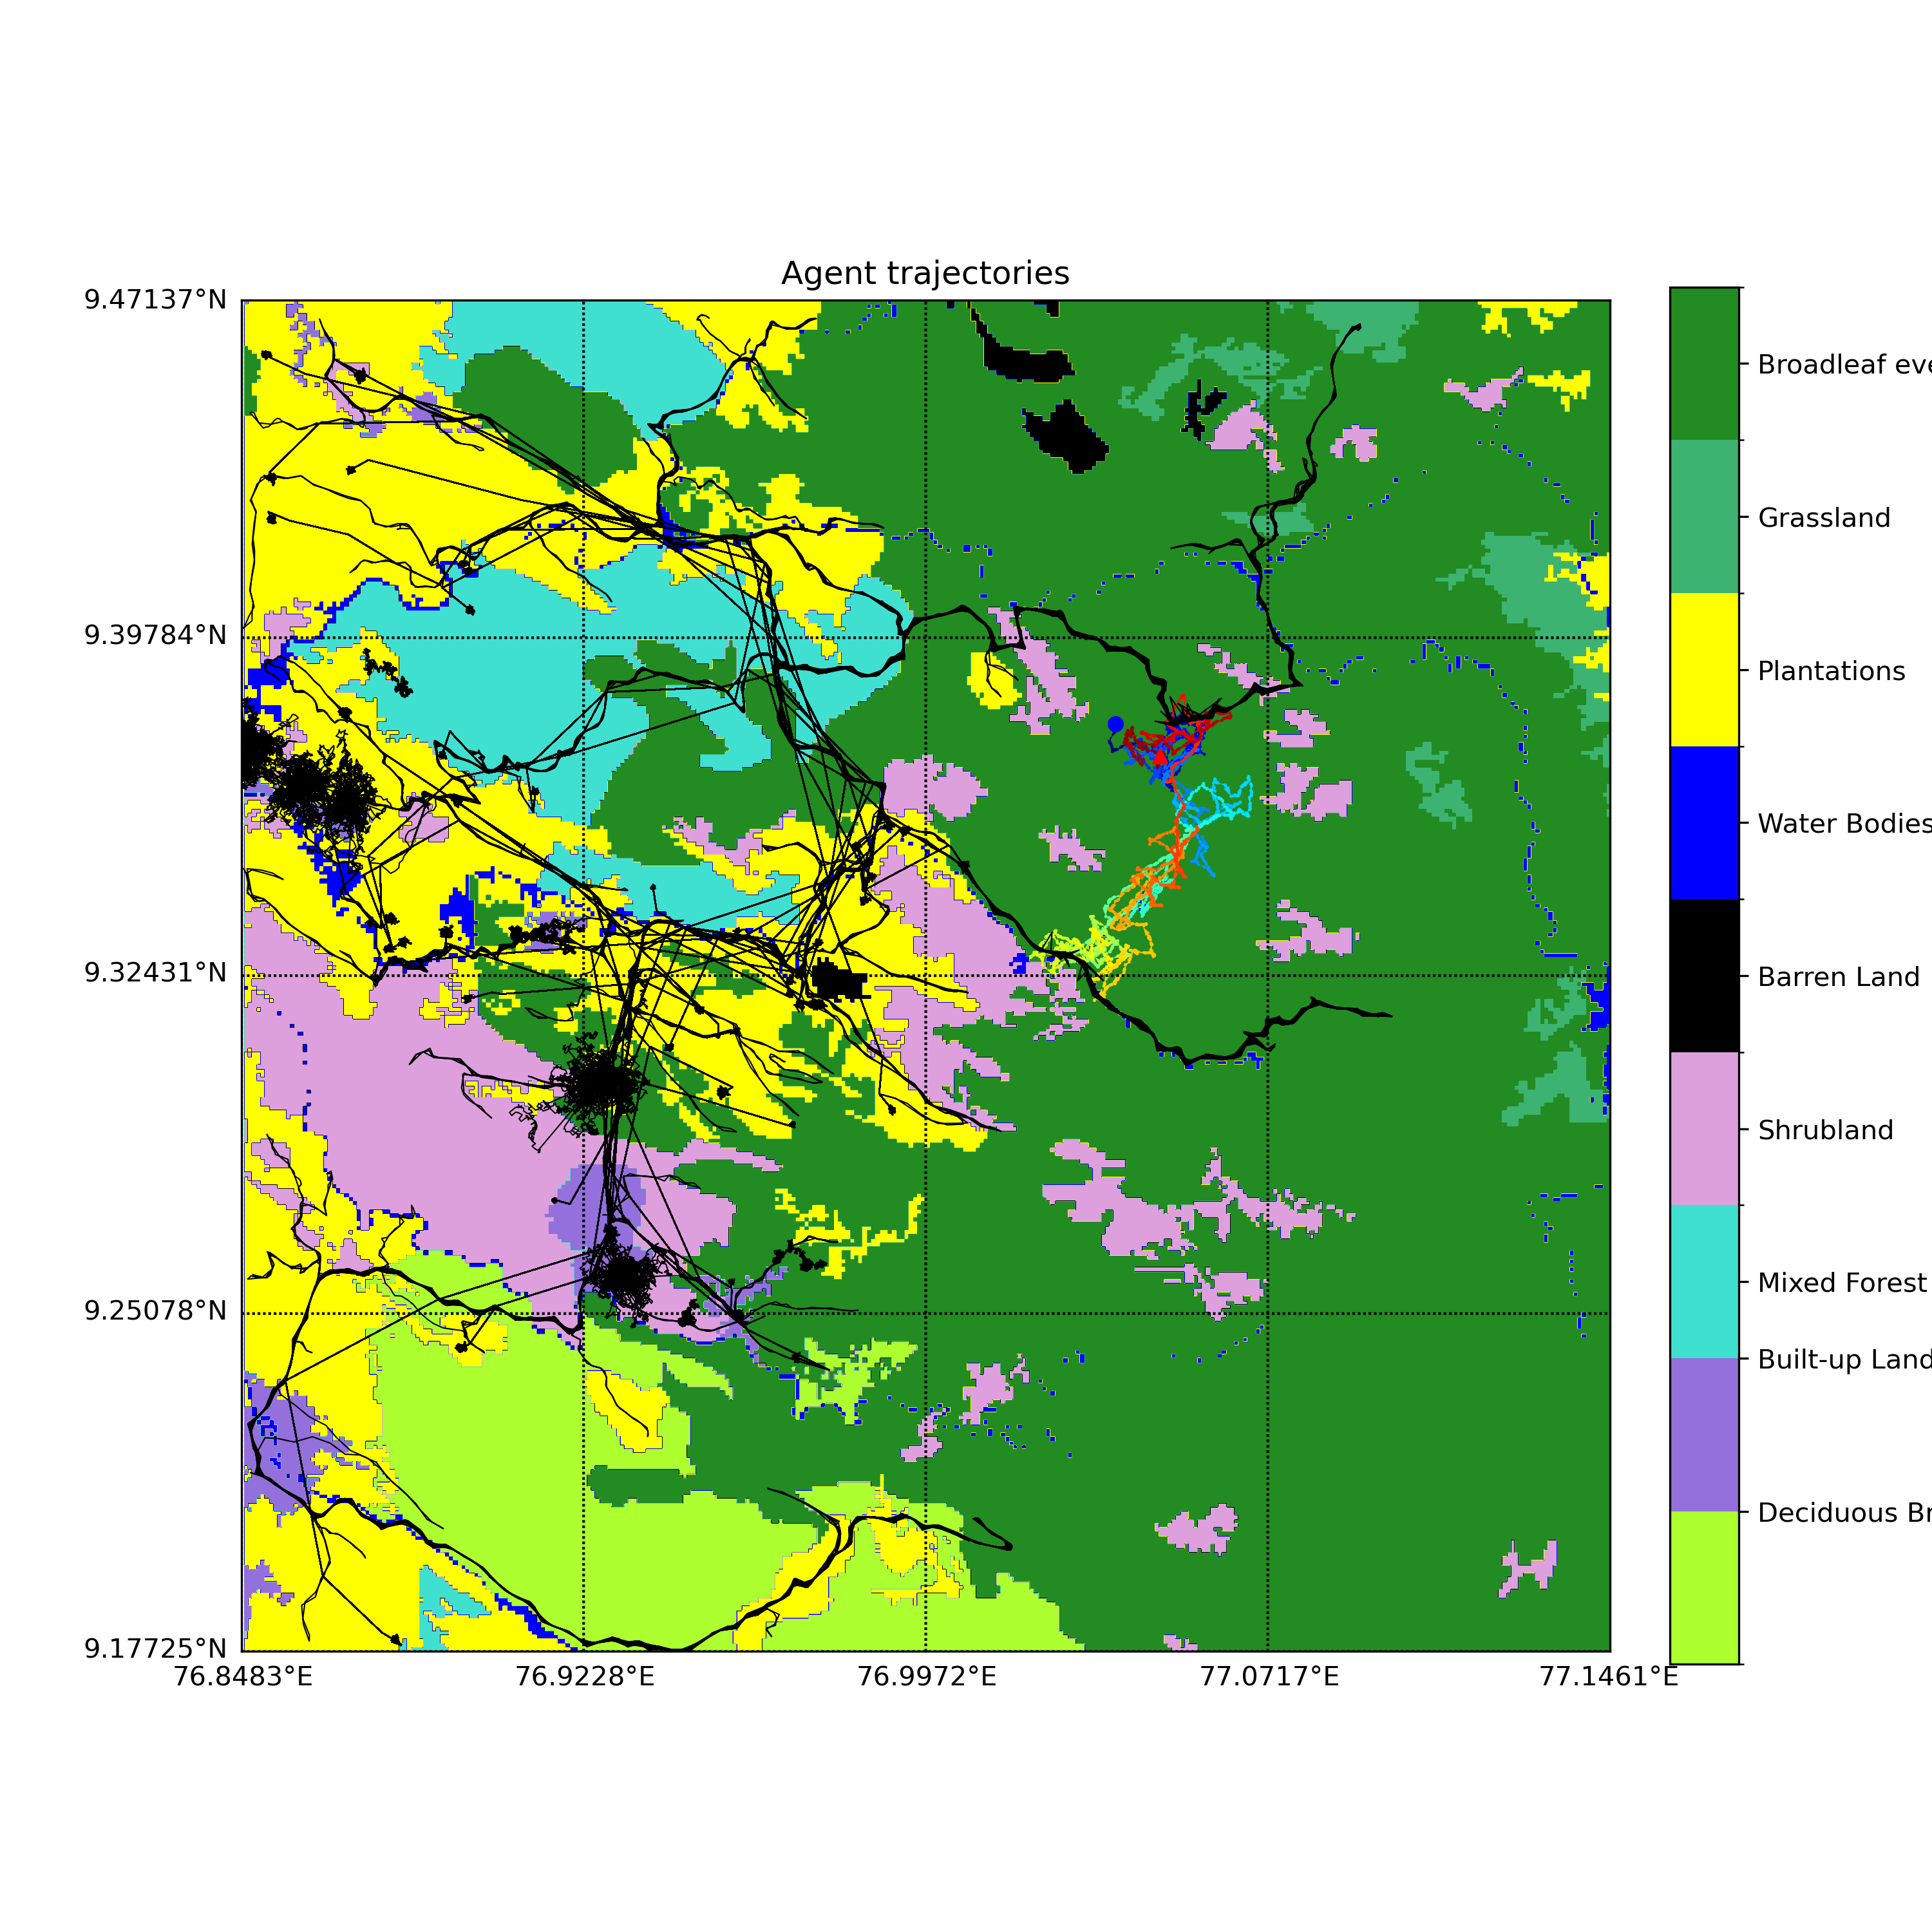 Agent trajectories
9.47137°N
9.39784°N
9.32431°N
9.25078°N
9.17725°N
76.8483°E
76.9228°E
76.9972°E
77.0717°E
77.1461°E
Broadleaf eve
Grassland
Plantations
Water Bodies
Barren Land
Shrubland
Mixed Forest
Built-up Land
Deciduous Br